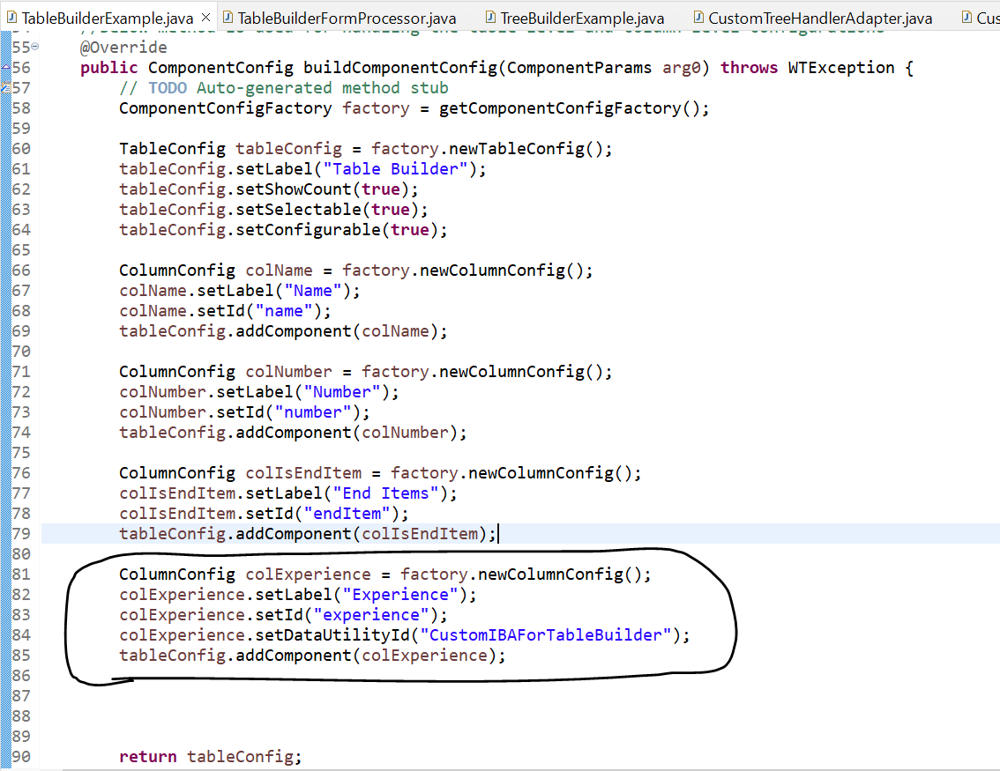 TableBuilderExample.java
TableBuilderFormProcessor.java
TreeBuilderExample.java
CustomTreeHandlerAdapter.java
Cus
//Below method is used for handling the table level and column level configurations
55 @Override
56 public ComponentConfig buildComponentConfig(ComponentParams arg0) throws WTException {
57 // TODO Auto-generated method stub
58 ComponentConfigFactory factory = getComponentConfigFactory();
59
60 TableConfig tableConfig = factory.newTableConfig();
61 tableConfig.setLabel("Table Builder");
62 tableConfig.setShowCount(true);
63 tableConfig.setSelectable(true);
64 tableConfig.setConfigurable(true);
65
66 ColumnConfig colName = factory.newColumnConfig();
67 colName.setLabel("Name");
68 colName.setId("name");
69 tableConfig.addComponent(colName);
70
71 ColumnConfig colNumber = factory.newColumnConfig();
72 colNumber.setLabel("Number");
73 colNumber.setId("number");
74 tableConfig.addComponent(colNumber);
75
76 ColumnConfig colIsEndItem = factory.newColumnConfig();
77 colIsEndItem.setLabel("End Items");
78 colIsEndItem.setId("endItem");
79 tableConfig.addComponent(colIsEndItem);
80
81 ColumnConfig colExperience = factory.newColumnConfig();
82 colExperience.setLabel("Experience");
83 colExperience.setId("experience");
84 colExperience.setDataUtilityId("CustomIBAForTableBuilder");
85 tableConfig.addComponent(colExperience);
86
87
88
89
90 return tableConfig;